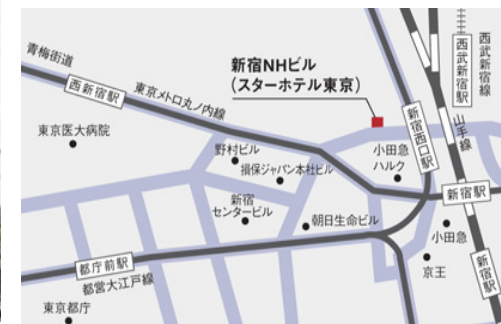 青梅街道
西新宿駅
東京メトロ丸ノ内線
新宿NHビル
(スターホテル東京)
西武新宿駅
西武新宿線
山手線
新宿西口駅
東京医大病院
野村ビル
損保ジャパン本社ビル
小田急
ハルク
新宿駅
新宿
センタービル
朝日生命ビル
小田急
京王
新宿駅
都庁前駅
都営大江戸線
東京都庁